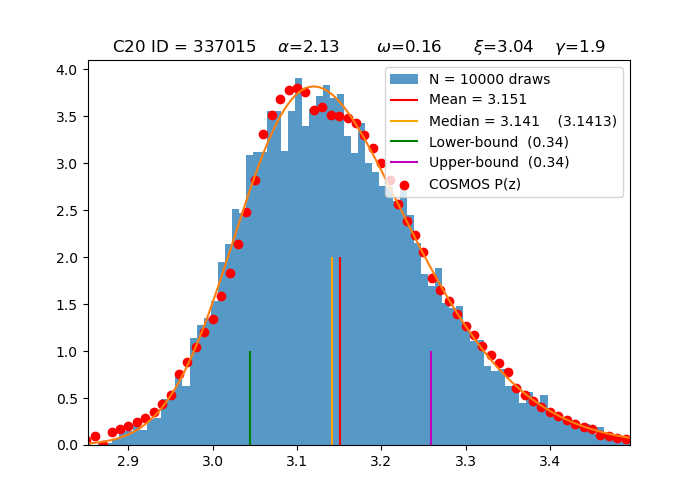 C20 ID = 337015 α=2.13 ω=0.16 ξ=3.04 γ=1.9
4.0
3.5
3.0
2.5
2.0
1.5
1.0
0.5
0.0
N = 10000 draws
Mean = 3.151
Median = 3.141 (3.1413)
Lower-bound (0.34)
Upper-bound (0.34)
COSMOS P(z)
2.9 3.0 3.1 3.2 3.3 3.4